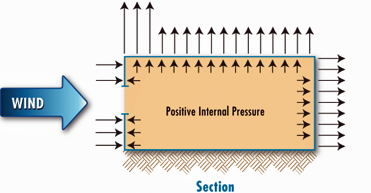 WIND
Positive Internal Pressure
Section